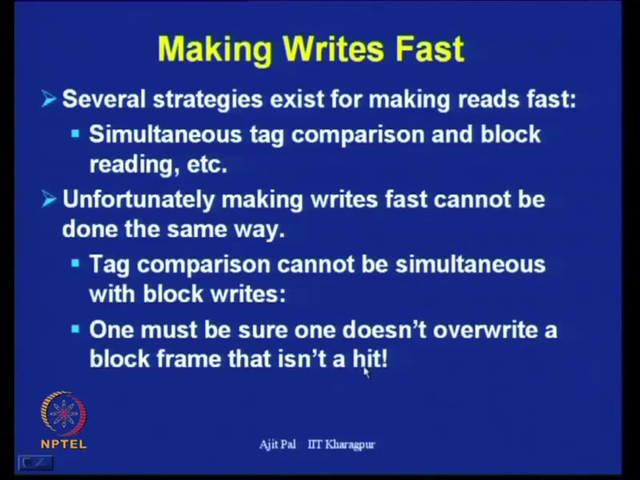 Making Writes Fast
Several strategies exist for making reads fast:
Simultaneous tag comparison and block
reading, etc.
Unfortunately making writes fast cannot be
done the same way.
Tag comparison cannot be simultaneous
with block writes:
One must be sure one doesn't overwrite a
block frame that isn't a hit!
NPTEL
Ajit Pal IIT Kharagpur